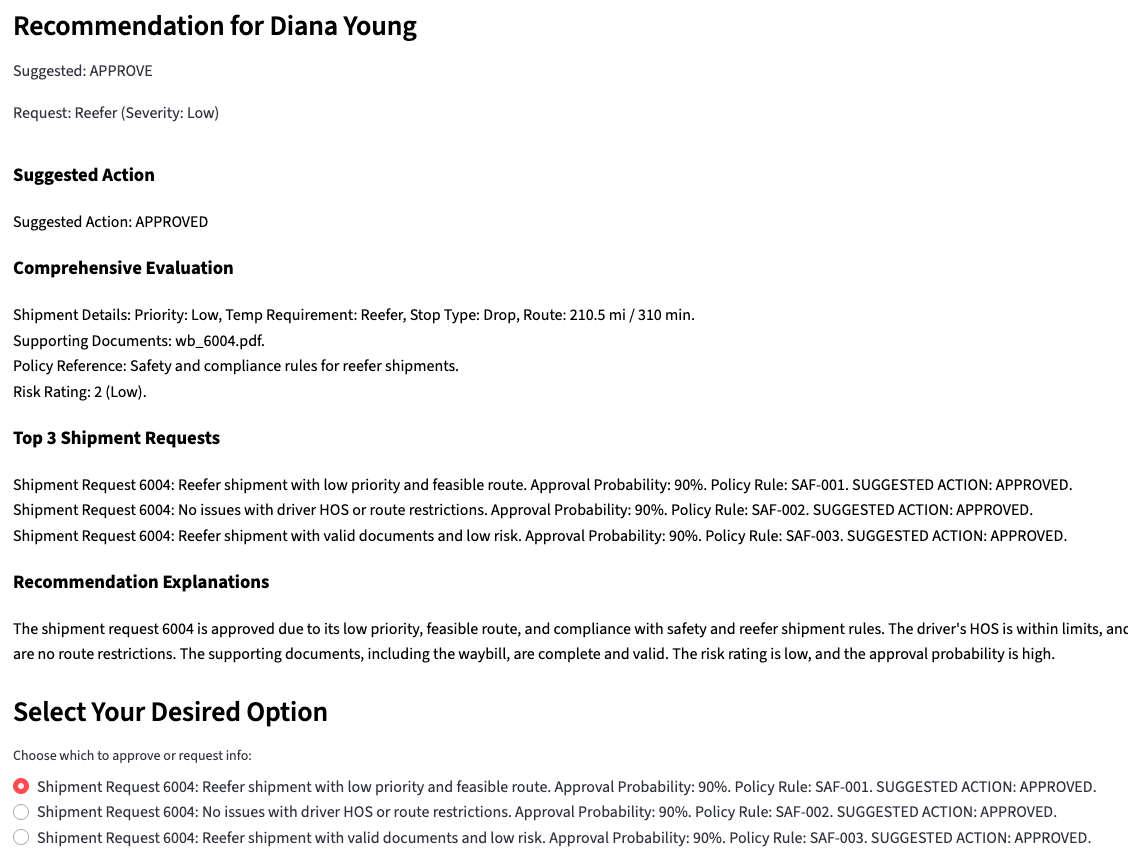 Recommendation for Diana Young
Suggested: APPROVE
Request: Reefer (Severity: Low)
Suggested Action
Suggested Action: APPROVED
Comprehensive Evaluation
Shipment Details: Priority: Low, Temp Requirement: Reefer, Stop Type: Drop, Route: 210.5 mi / 310 min.
Supporting Documents: wb_6004.pdf.
Policy Reference: Safety and compliance rules for reefer shipments.
Risk Rating: 2 (Low).
Top 3 Shipment Requests
Shipment Request 6004: Reefer shipment with low priority and feasible route. Approval Probability: 90%. Policy Rule: SAF-001. SUGGESTED ACTION: APPROVED.
Shipment Request 6004: No issues with driver HOS or route restrictions. Approval Probability: 90%. Policy Rule: SAF-002. SUGGESTED ACTION: APPROVED.
Shipment Request 6004: Reefer shipment with valid documents and low risk. Approval Probability: 90%. Policy Rule: SAF-003. SUGGESTED ACTION: APPROVED.
Recommendation Explanations
The shipment request 6004 is approved due to its low priority, feasible route, and compliance with safety and reefer shipment rules. The driver's HOS is within limits, and
are no route restrictions. The supporting documents, including the waybill, are complete and valid. The risk rating is low, and the approval probability is high.
Select Your Desired Option
Choose which to approve or request info:
Shipment Request 6004: Reefer shipment with low priority and feasible route. Approval Probability: 90%. Policy Rule: SAF-001. SUGGESTED ACTION: APPROVED.
Shipment Request 6004: No issues with driver HOS or route restrictions. Approval Probability: 90%. Policy Rule: SAF-002. SUGGESTED ACTION: APPROVED.
Shipment Request 6004: Reefer shipment with valid documents and low risk. Approval Probability: 90%. Policy Rule: SAF-003. SUGGESTED ACTION: APPROVED.